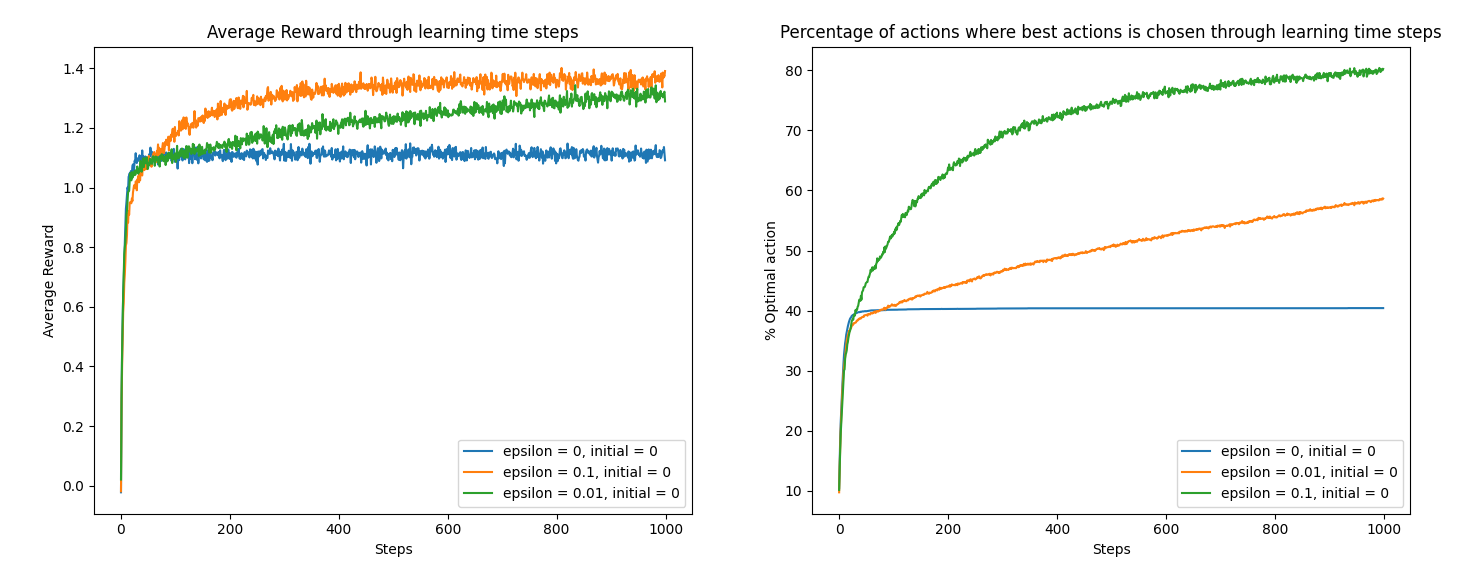 Average Reward through learning time steps
Average Reward
1.4
1.2
1.0
0.8
0.6
0.4
0.2
0.0
0 200 400 600 800 1000
Steps
epsilon = 0, initial = 0
epsilon = 0.1, initial = 0
epsilon = 0.01, initial = 0
Percentage of actions where best actions is chosen through learning time steps
% Optimal action
80
70
60
50
40
30
20
10
0 200 400 600 800 1000
Steps
epsilon = 0, initial = 0
epsilon = 0.01, initial = 0
epsilon = 0.1, initial = 0